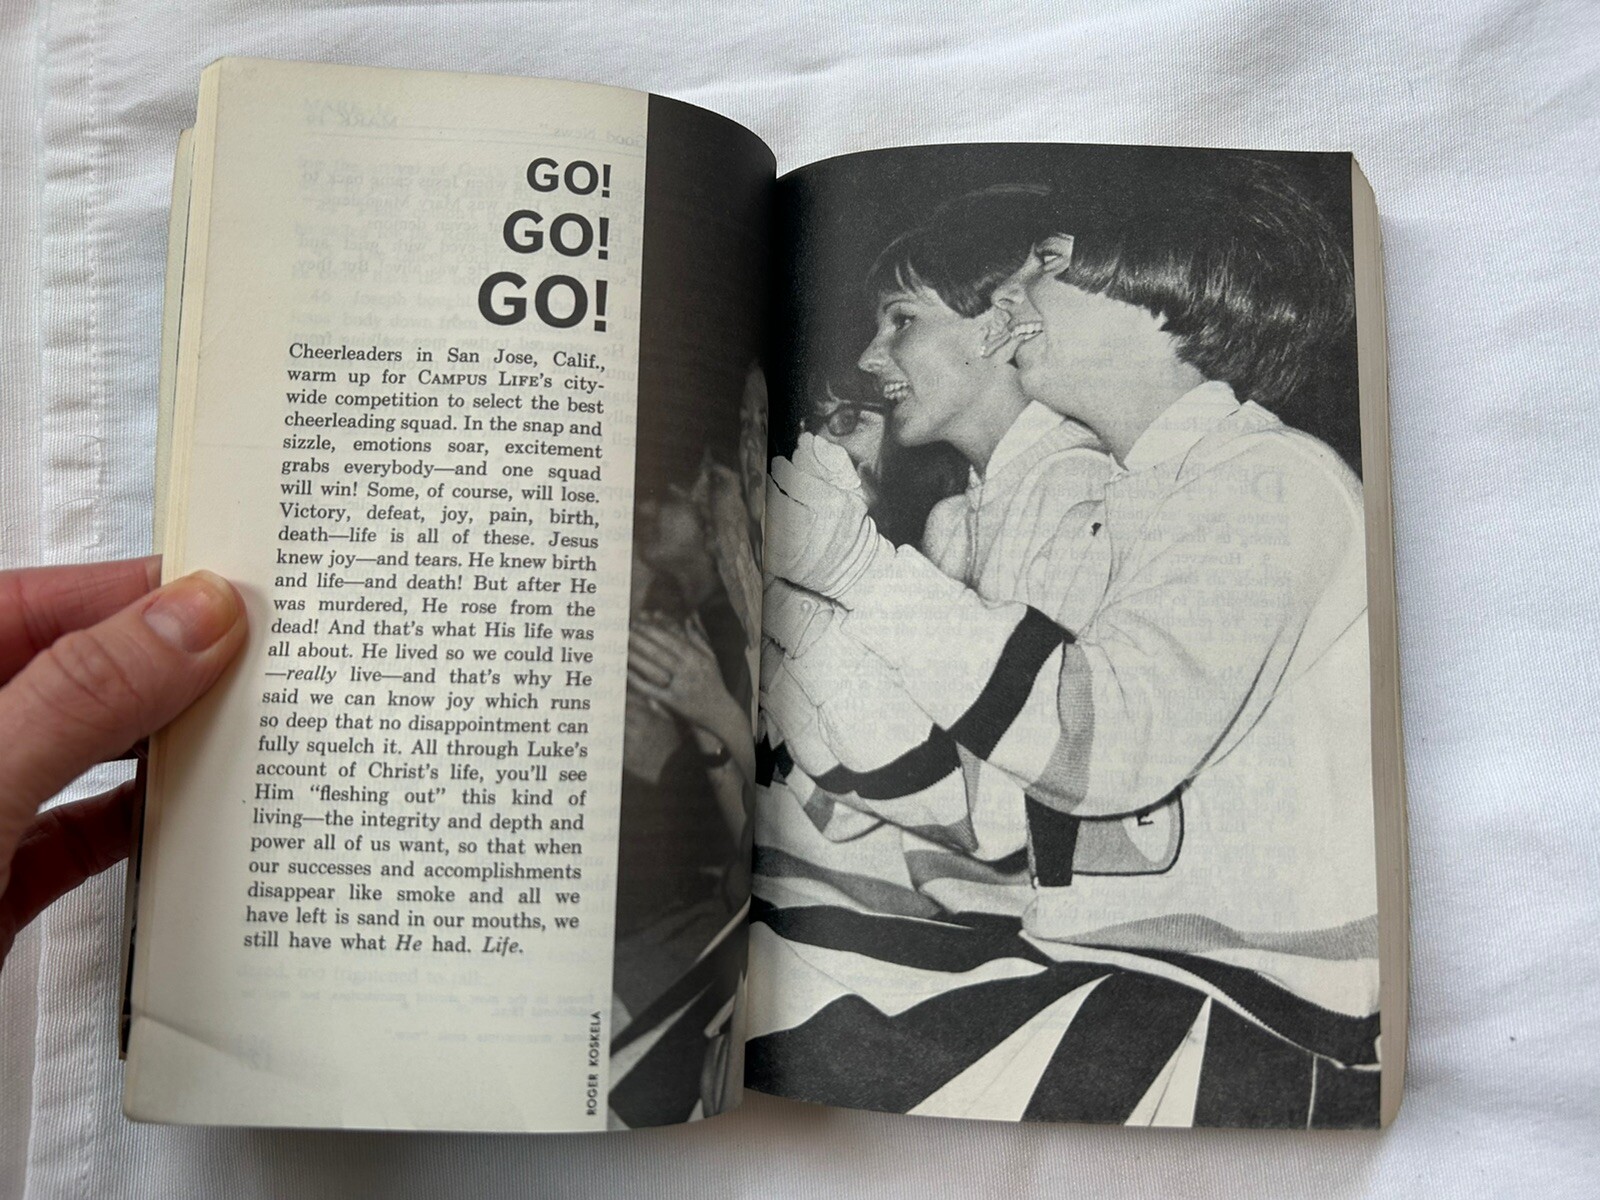 GO!
GO!
GO!
Cheerleaders in San Jose, Calif.,
warm up for CAMPUS LIFE's city-
wide competition to select the best
cheerleading squad. In the snap and
sizzle, emotions soar, excitement
grabs everybody—and one squad
will win! Some, of course, will lose.
Victory, defeat, joy, pain, birth,
death—life is all of these. Jesus
knew joy—and tears. He knew birth
and life—and death! But after He
was murdered, He rose from the
dead! And that's what His life was
all about. He lived so we could live
—really live—and that's why He
said we can know joy which runs
so deep that no disappointment can
fully squelch it. All through Luke's
account of Christ's life, you'll see
Him "fleshing out" this kind of
living—the integrity and depth and
power all of us want, so that when
our successes and accomplishments
disappear like smoke and all we
have left is sand in our mouths, we
still have what He had. Life.
ROGER KOSKELA